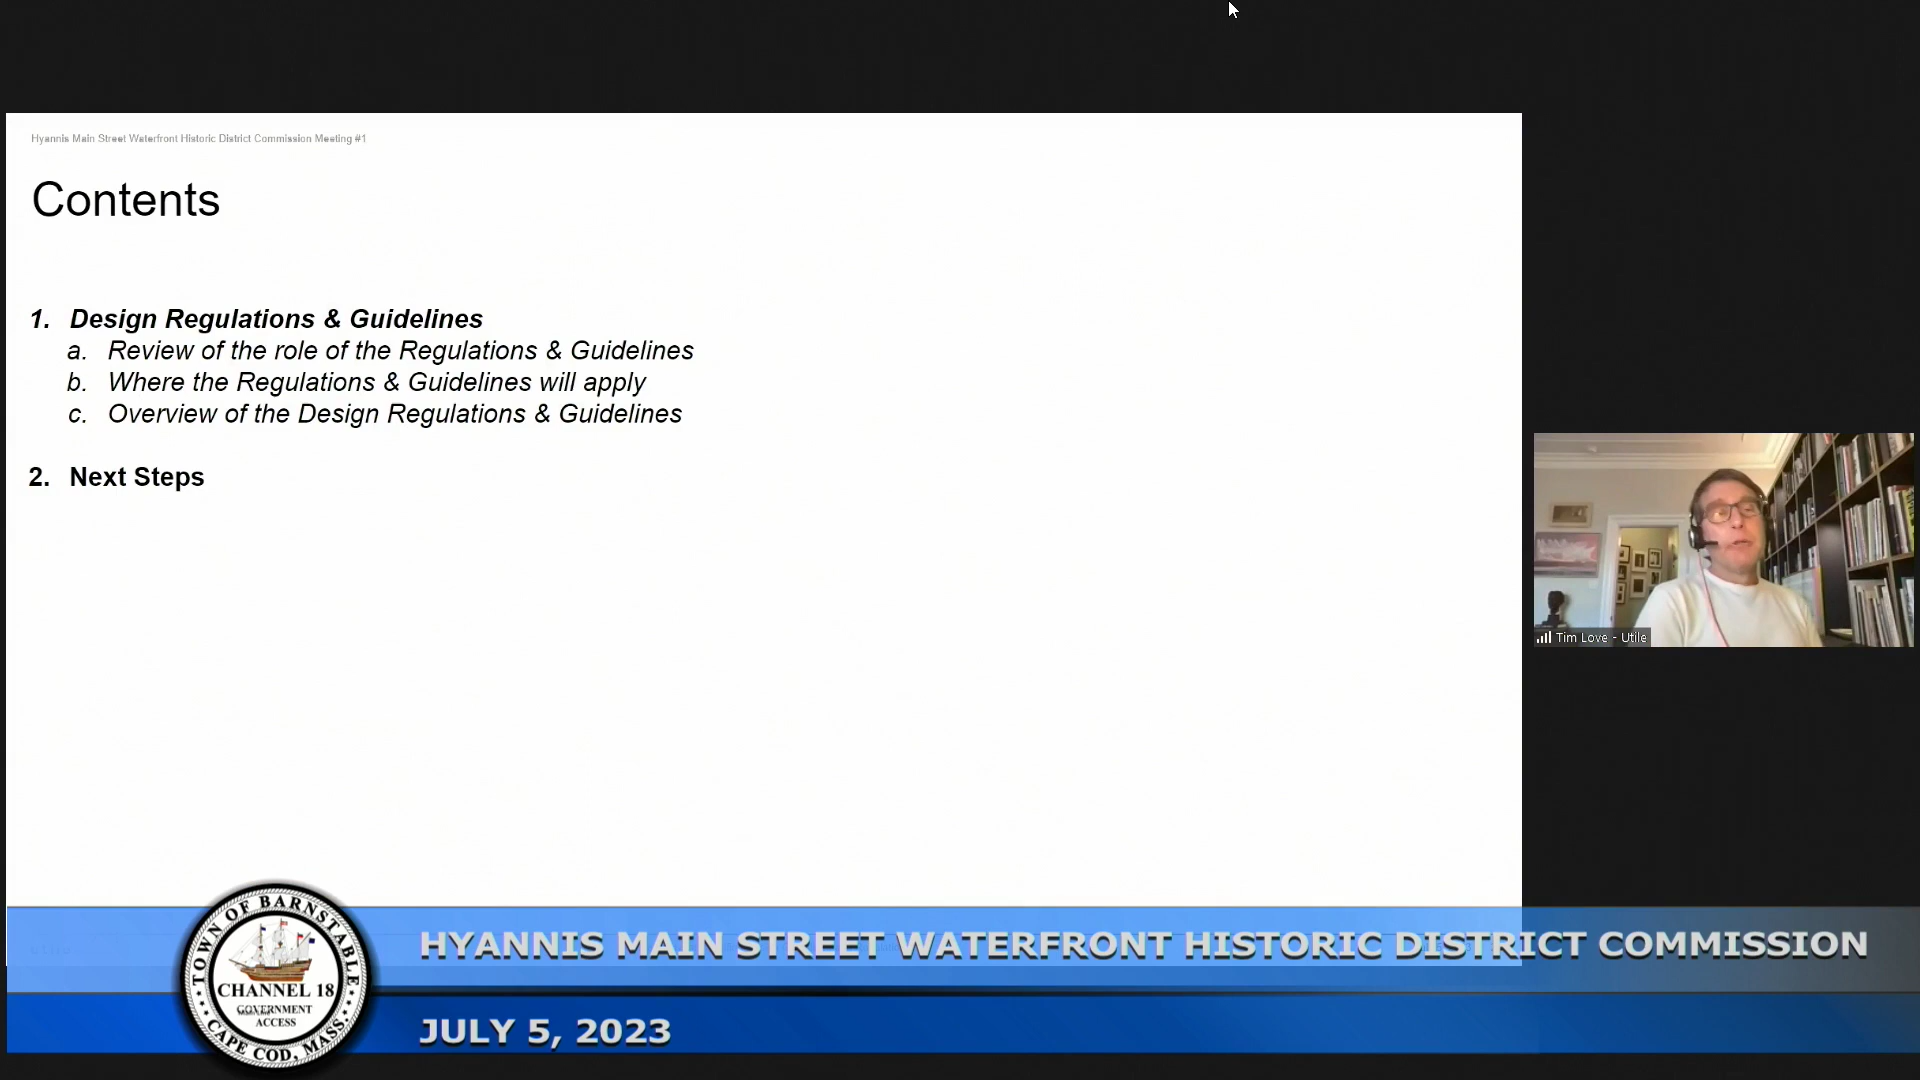 Hyannis Main Street Waterfront Historic District Commission Meeting #1
Contents
1. Design Regulations & Guidelines
a. Review of the role of the Regulations & Guidelines
b. Where the Regulations & Guidelines will apply
c. Overview of the Design Regulations & Guidelines
2. Next Steps
Tim Love - Utile
TOWN OF BARNSTABLE
CHANNEL 18
GOVERNMENT
ACCESS
CAPE COD, MASS.
HYANNIS MAIN STREET WATERFRONT HISTORIC DISTRICT COMMISSION
JULY 5, 2023